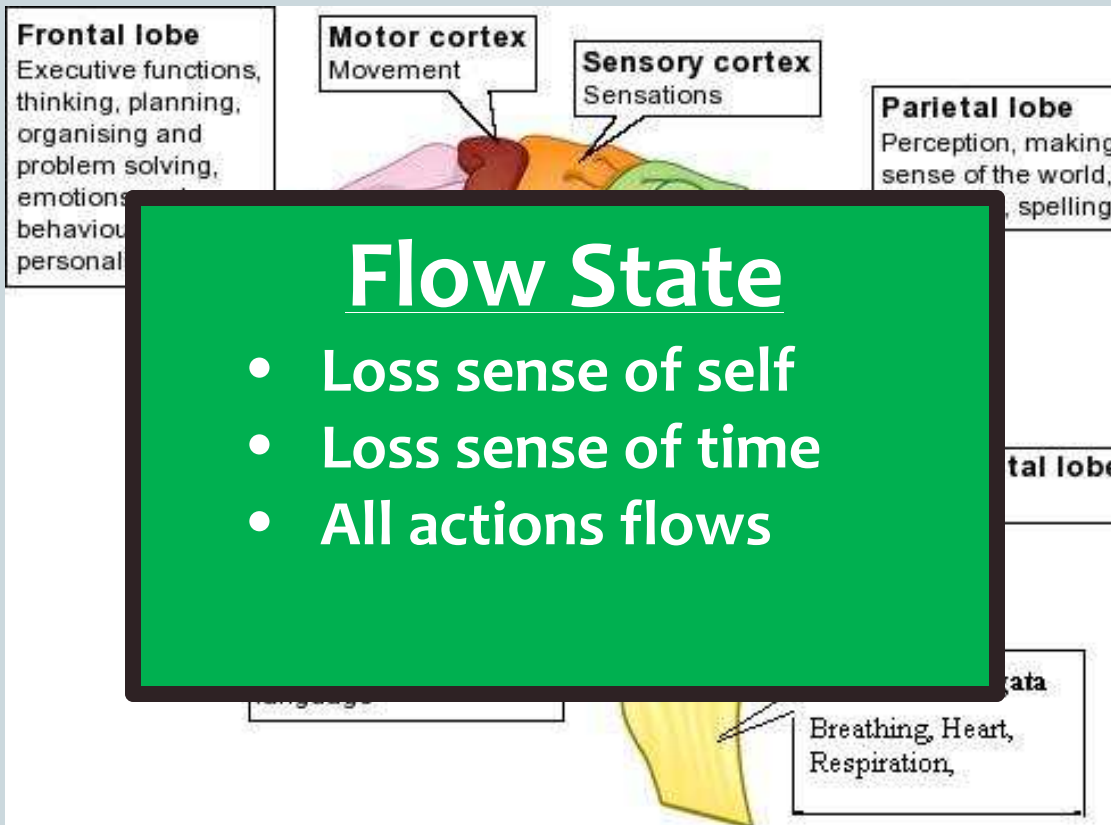 Frontal lobe
Executive functions,
thinking, planning,
organising and
problem solving,
emotions
behaviou
personal
Motor cortex
Movement
Sensory cortex
Sensations
Parietal lobe
Perception, making
sense of the world,
, spelling
Flow State
• Loss sense of self
• Loss sense of time
• All actions flows
tal lobe
gata
Breathing, Heart,
Respiration,